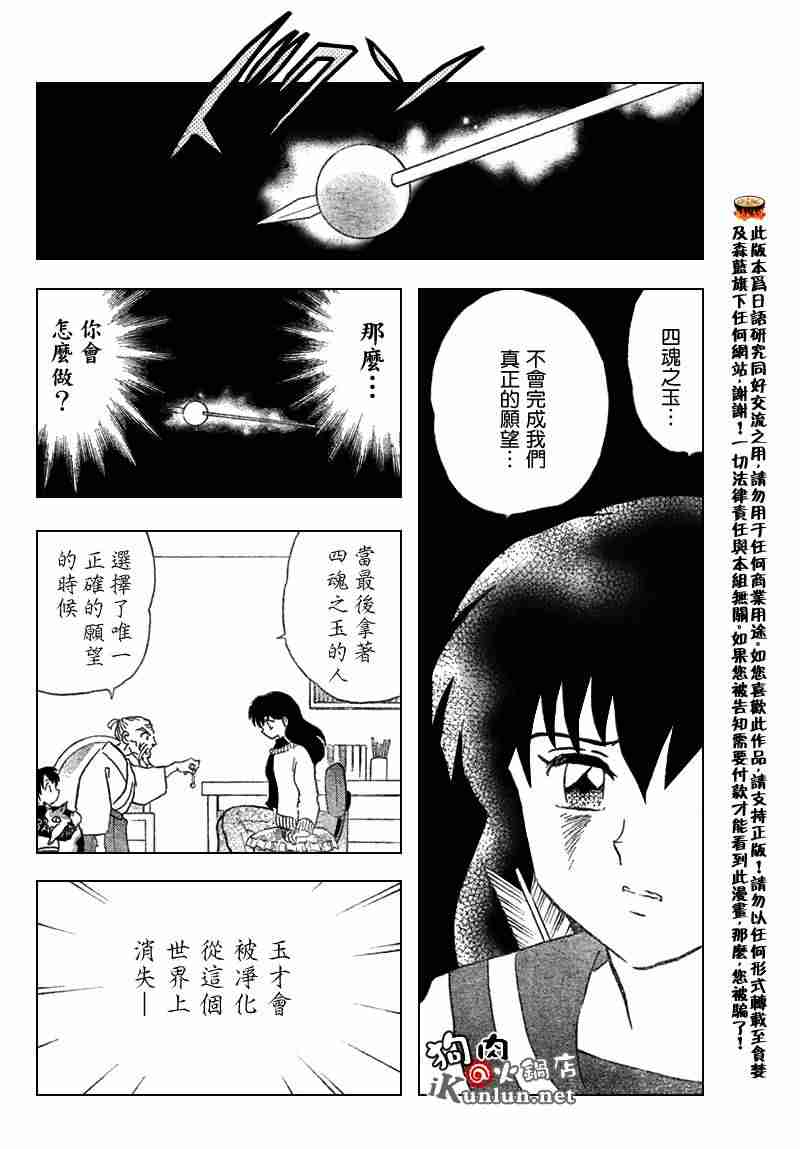 四魂之玉…
不會完成我們
真正的願望…
那麼…
你會
怎麼做？
當最後拿著
四魂之玉的人
選擇了唯一
正確的願望
的時候
玉才會
被凈化
從這個
世界上
消失—
此版本爲日語研究同好交流之用，請勿用于任何商業用途。如您喜歡此作品，請支持正版！請勿以任何形式轉載至貪婪
及森藍旗下任何網站，謝謝！一切法律責任與本組無關。如果您被告知需要付款才能看到此漫畫，那麼，您被騙了！
狗肉
火鍋店
iKunlun.net